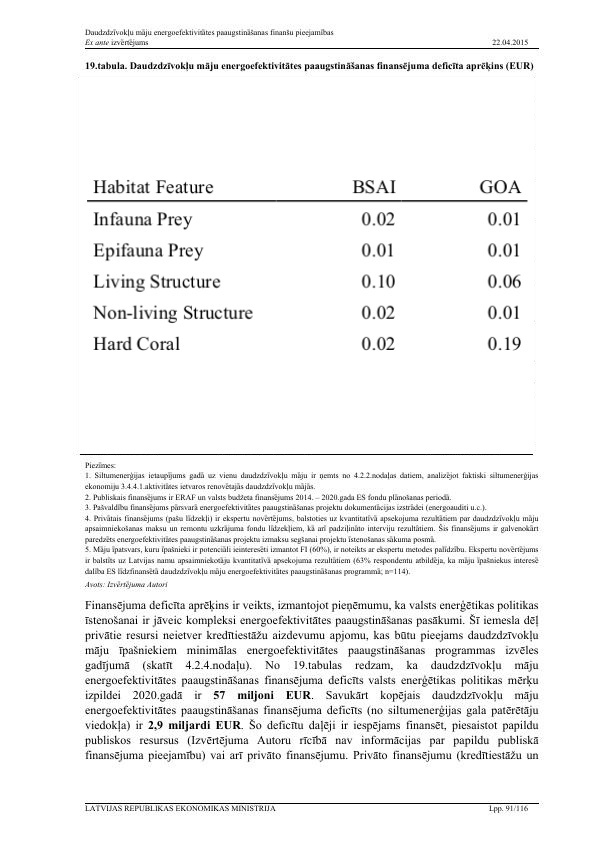 Daudzdzīvokļu māju energoefektivitātes paaugstināšanas finanšu pieejamības
Ex ante izvērtējums 22.04.2015
19.tabula. Daudzdzīvokļu māju energoefektivitātes paaugstināšanas finansējuma deficīta aprēķins (EUR)
Habitat Feature BSAI GOA
Infauna Prey 0.02 0.01
Epifauna Prey 0.01 0.01
Living Structure 0.10 0.06
Non-living Structure 0.02 0.01
Hard Coral 0.02 0.19
Piezīmes:
1. Siltumenerģijas ietaupījums gadā uz vienu daudzdzīvokļu māju ir ņemts no 4.2.2.nodaļas datiem, analizējot faktiski siltumenerģijas
ekonomiju 3.4.4.1.aktivitātes ietvaros renovētajās daudzdzīvokļu mājās.
2. Publiskais finansējums ir ERAF un valsts budžeta finansējums 2014. – 2020.gada ES fondu plānošanas periodā.
3. Pašvaldību finansējums pārsvarā energoefektivitātes paaugstināšanas projektu dokumentācijas izstrādei (energoauditi u.c.).
4. Privātais finansējums (pašu līdzekļi) ir ekspertu novērtējums, balstoties uz kvantitatīvā apsekojuma rezultātiem par daudzdzīvokļu māju
apsaimniekošanas maksu un remontu uzkrājuma fondu līdzekļiem, kā arī padziļināto interviju rezultātiem. Šis finansējums ir galvenokārt
paredzēts energoefektivitātes paaugstināšanas projektu izmaksu segšanai projektu īstenošanas sākuma posmā.
5. Māju īpatsvars, kuru īpašnieki ir potenciāli ieinteresēti izmantot FI (60%), ir noteikts ar ekspertu metodes palīdzību. Ekspertu novērtējums
ir balstīts uz Latvijas namu apsaimniekotāju kvantitatīvā apsekojuma rezultātiem (63% respondentu atbildēja, ka māju īpašniekus interesē
dalība ES līdzfinansētā daudzdzīvokļu māju energoefektivitātes paaugstināšanas programmā; n=114).
Avots: Izvērtējuma Autori
Finansējuma deficīta aprēķins ir veikts, izmantojot pieņēmumu, ka valsts enerģētikas politikas
īstenošanai ir jāveic kompleksi energoefektivitātes paaugstināšanas pasākumi. Šī iemesla dēļ
privātie resursi neietver kredītiestāžu aizdevumu apjomu, kas būtu pieejams daudzdzīvokļu
māju īpašniekiem minimālas energoefektivitātes paaugstināšanas programmas izvēles
gadījumā (skatīt 4.2.4.nodaļu). No 19.tabulas redzam, ka daudzdzīvokļu māju
energoefektivitātes paaugstināšanas finansējuma deficīts valsts enerģētikas politikas mērķu
izpildei 2020.gadā ir 57 miljoni EUR. Savukārt kopējais daudzdzīvokļu māju
energoefektivitātes paaugstināšanas finansējuma deficīts (no siltumenerģijas gala patērētāju
viedokļa) ir 2,9 miljardi EUR. Šo deficītu daļēji ir iespējams finansēt, piesaistot papildu
publiskos resursus (Izvērtējuma Autoru rīcībā nav informācijas par papildu publiskā
finansējuma pieejamību) vai arī privāto finansējumu. Privāto finansējumu (kredītiestāžu un
LATVIJAS REPUBLIKAS EKONOMIKAS MINISTRIJA Lpp. 91/116